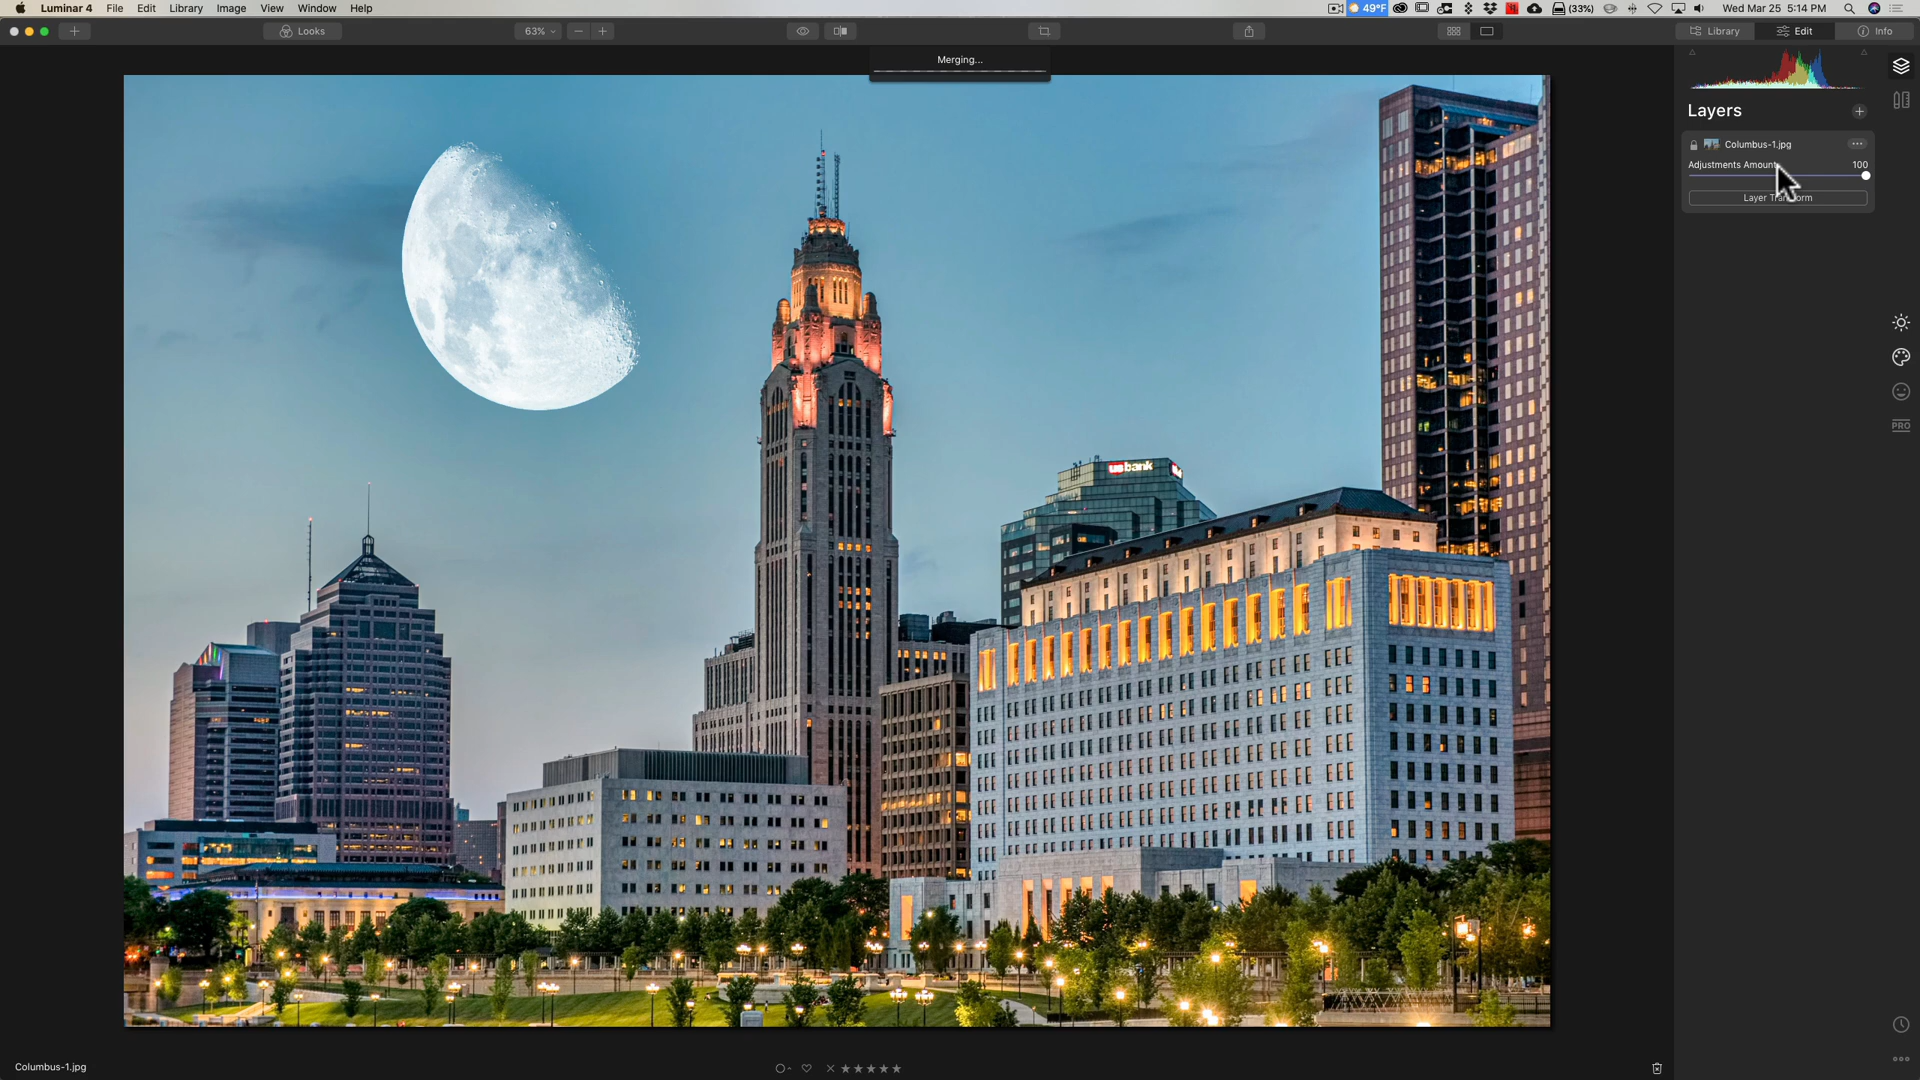 Luminar 4 File Edit Library Image View Window Help
49°F (33%) Wed Mar 25 5:14 PM
Looks 63% Library Edit Info
Merging...
Layers
Columbus-1.jpg
Adjustments Amount 100
Layer Transform
PRO
usbank
Columbus-1.jpg